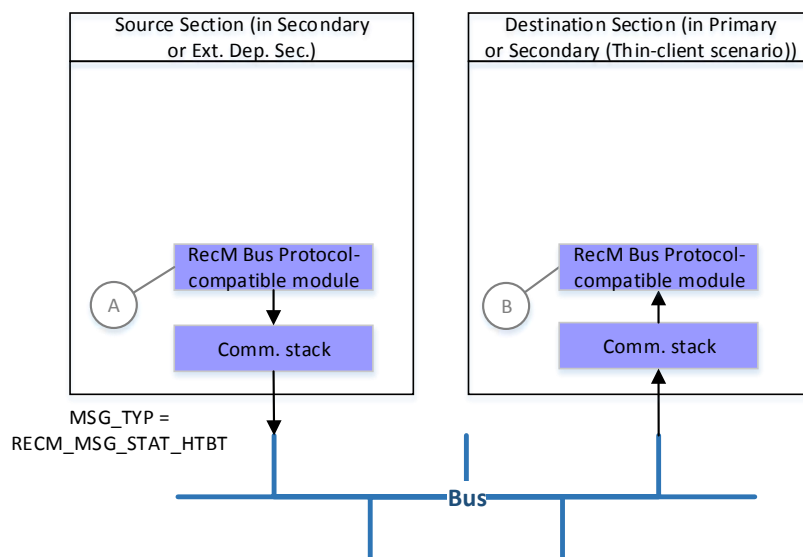 Source Section (in Secondary
or Ext. Dep. Sec.)
Destination Section (in Primary
or Secondary (Thin-client scenario))
RecM Bus Protocol-
compatible module
A
Comm. stack
RecM Bus Protocol-
compatible module
B
Comm. stack
MSG_TYP =
RECM_MSG_STAT_HTBT
Bus